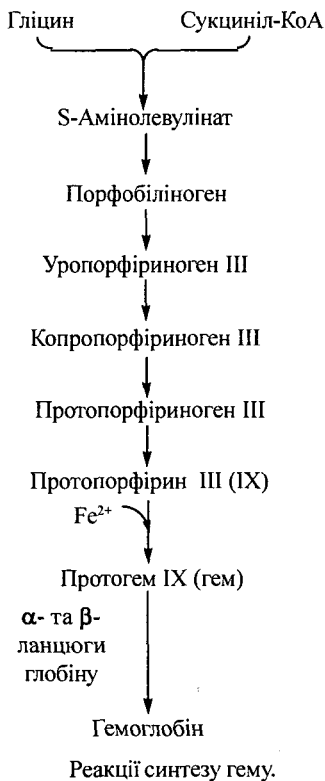 Гліцин Сукциніл-КоА
S-Амінолевулінат
Порфобіліноген
Уропорфіриноген III
Копропорфіриноген III
Протопорфіриноген III
Протопорфірин III (IX)
Fe²⁺
Протогем IX (гем)
α- та β-
ланцюги
глобіну
Гемоглобін
Реакції синтезу гему.